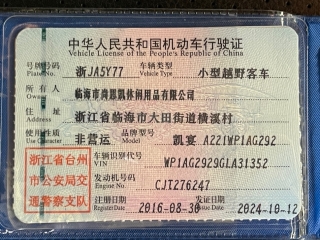 中华人民共和国机动车行驶证
Vehicle License of the People's Republic of China
号牌号码 浙JA5Y77 车辆类型 小型越野客车
Plate No. Vehicle Type
所有人 临海市尚恩凯休闲用品有限公司
Owner
住址 浙江省临海市大田街道横溪村
Address
使用性质 非营运 品牌型号 凯宴 A221WP1AG292
浙江省台州 车辆识别代号 WP1AG2929GLA31352
VIN
市公安局交 发动机号码 CJT276247
Engine No.
通警察支队 注册日期 2016-08-30 发证日期 2024-10-12
Register Date Issue Date